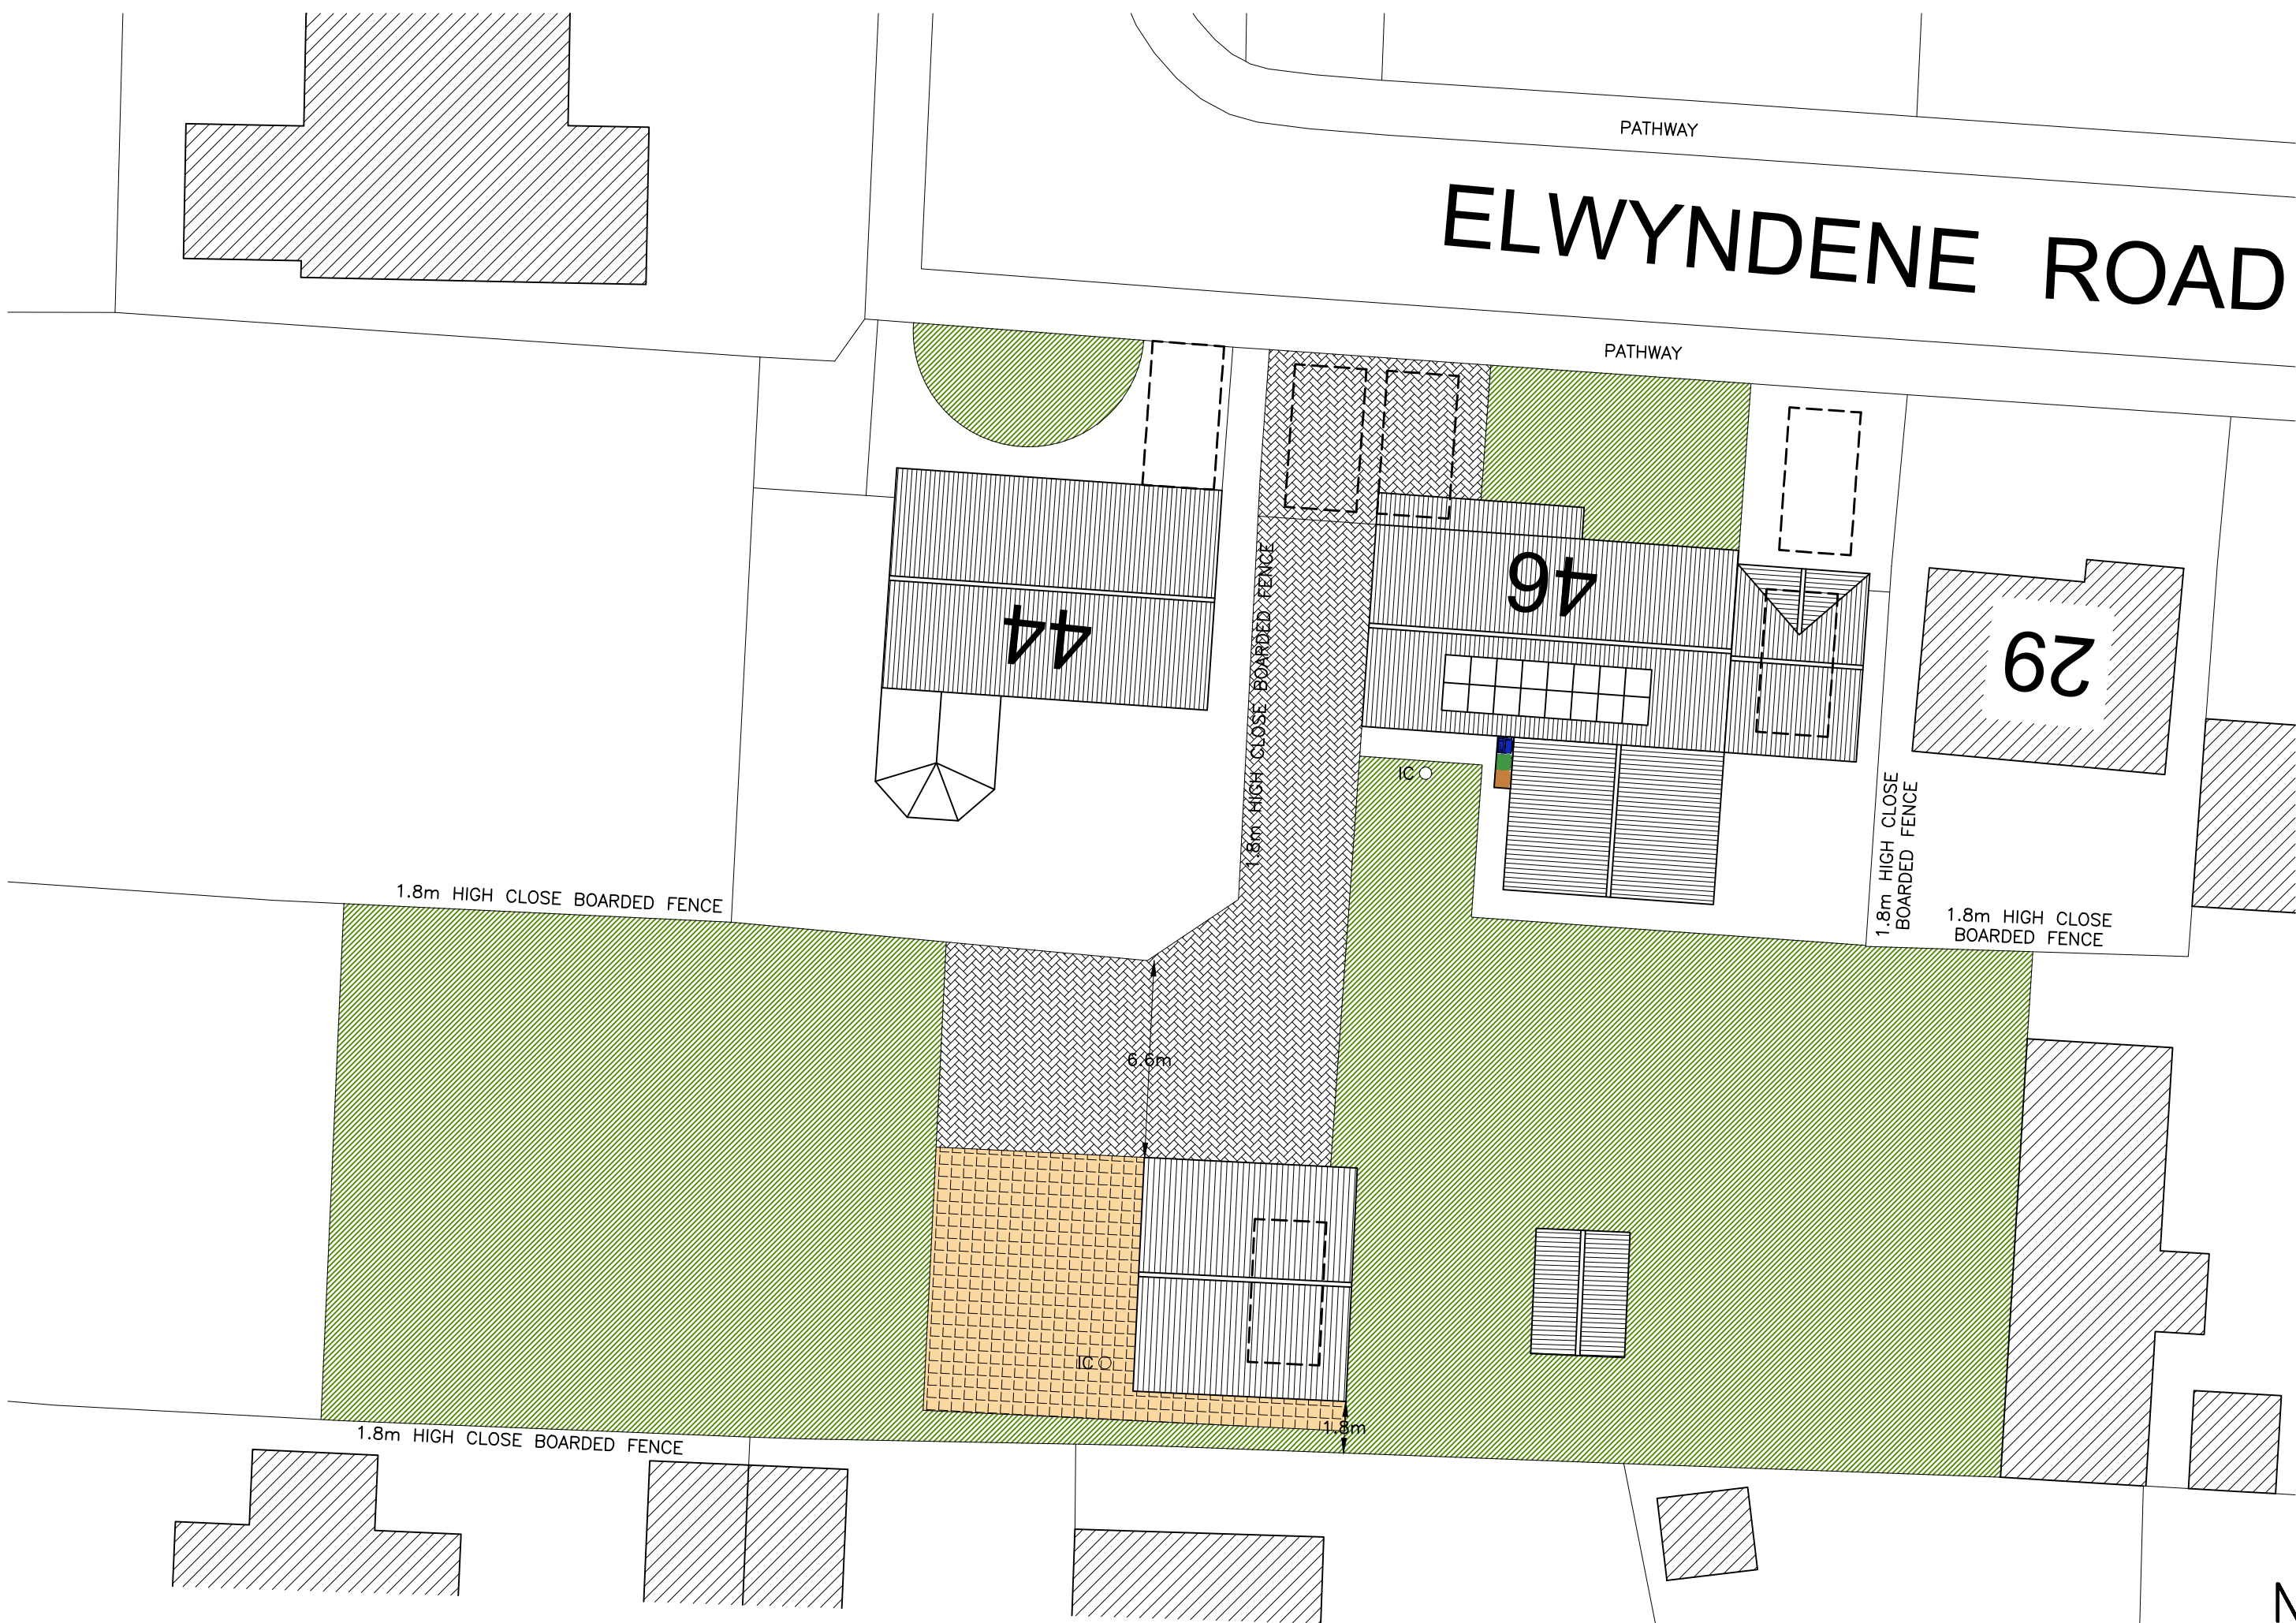 PATHWAY
ELWYNDENE ROAD
PATHWAY
44
46
29
1.8m HIGH CLOSE BOARDED FENCE
IC
1.8m HIGH CLOSE
BOARDED FENCE
1.8m HIGH CLOSE BOARDED FENCE
1.8m HIGH CLOSE
BOARDED FENCE
6.6m
IC
1.8m
1.8m HIGH CLOSE BOARDED FENCE